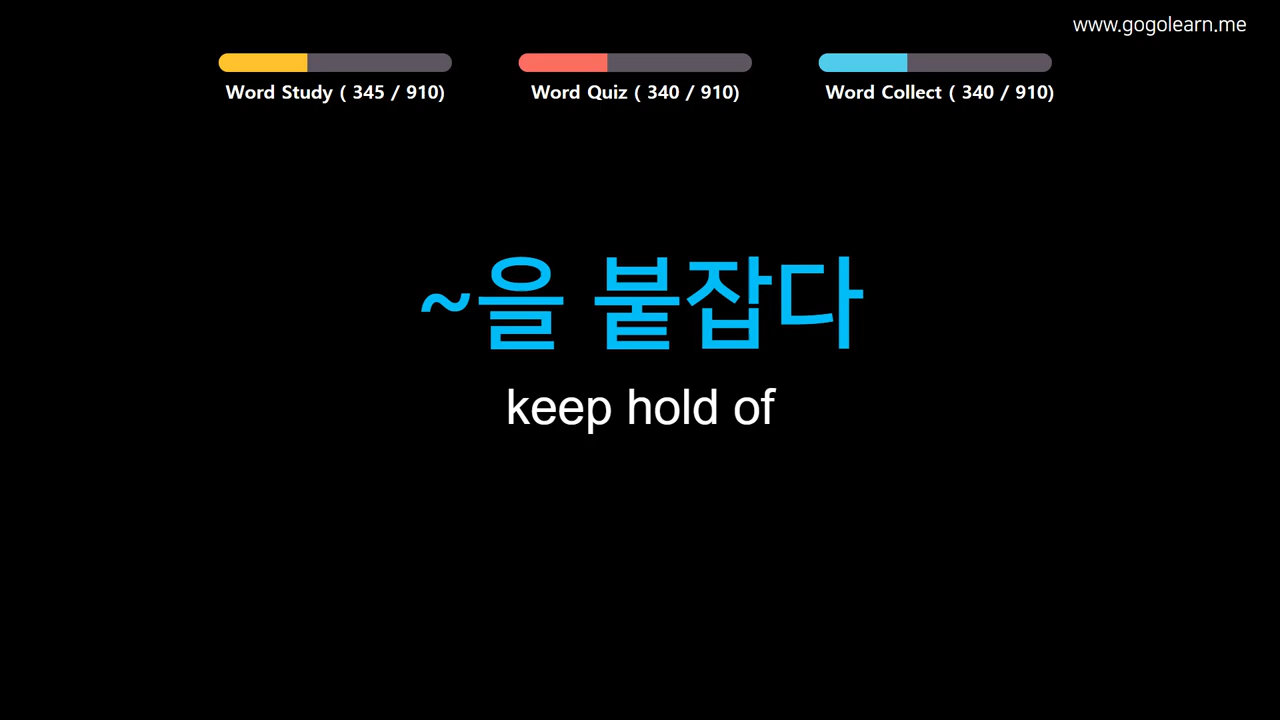 www.gogolearn.me
Word Study ( 345 / 910)
Word Quiz ( 340 / 910)
Word Collect ( 340 / 910)
~을 붙잡다
keep hold of